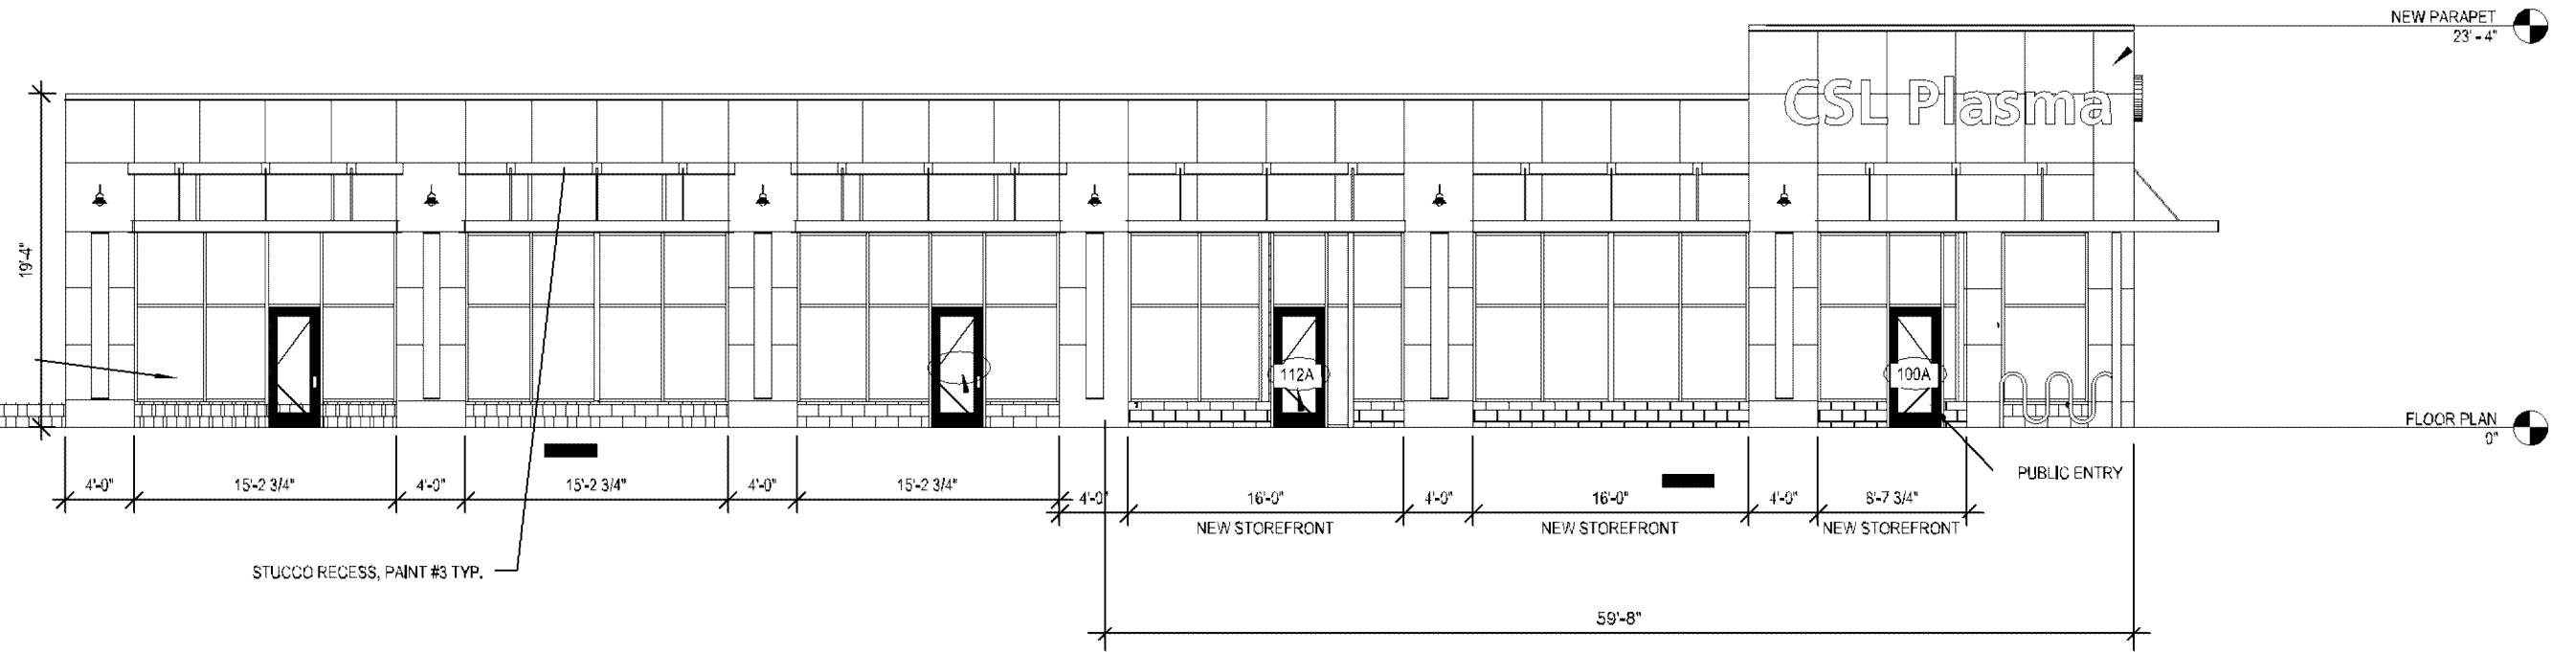 NEW PARAPET
23'-4"
CSL Plasma
19'-4"
112A
100A
FLOOR PLAN
0"
PUBLIC ENTRY
4'-0" 15'-2 3/4" 4'-0" 15'-2 3/4" 4'-0" 15'-2 3/4" 4'-0" 16'-0" 4'-0" 16'-0" 4'-0" 8'-7 3/4"
NEW STOREFRONT NEW STOREFRONT NEW STOREFRONT
STUCCO RECESS, PAINT #3 TYP.
59'-8"